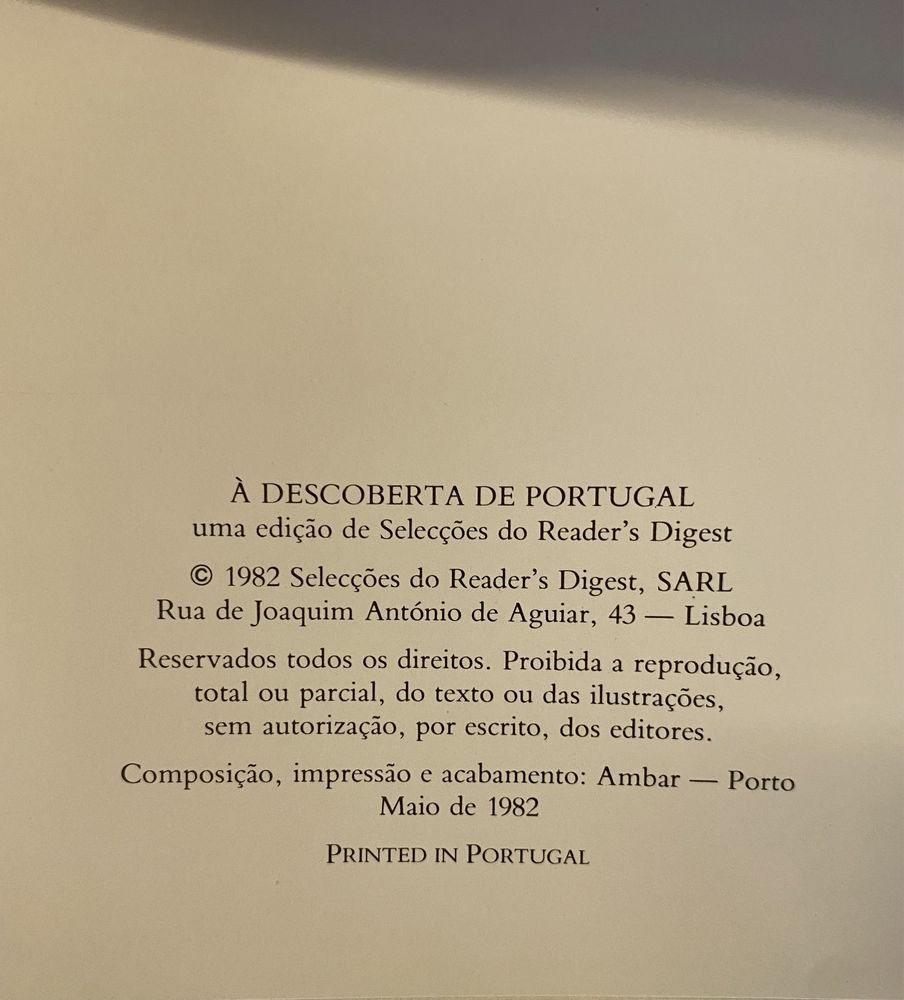 À DESCOBERTA DE PORTUGAL
uma edição de Selecções do Reader's Digest
© 1982 Selecções do Reader's Digest, SARL
Rua de Joaquim António de Aguiar, 43 — Lisboa
Reservados todos os direitos. Proibida a reprodução,
total ou parcial, do texto ou das ilustrações,
sem autorização, por escrito, dos editores.
Composição, impressão e acabamento: Ambar — Porto
Maio de 1982
PRINTED IN PORTUGAL